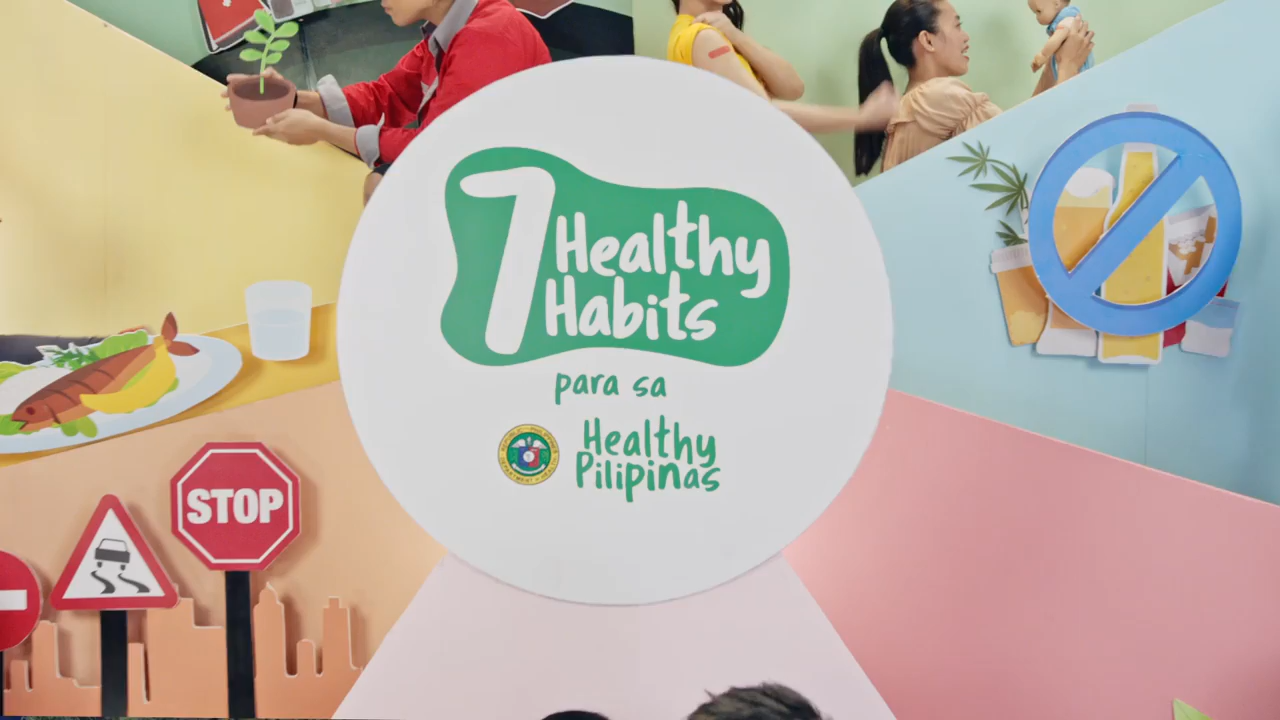 7 Healthy
Habits
para sa
Healthy
Pilipinas
STOP